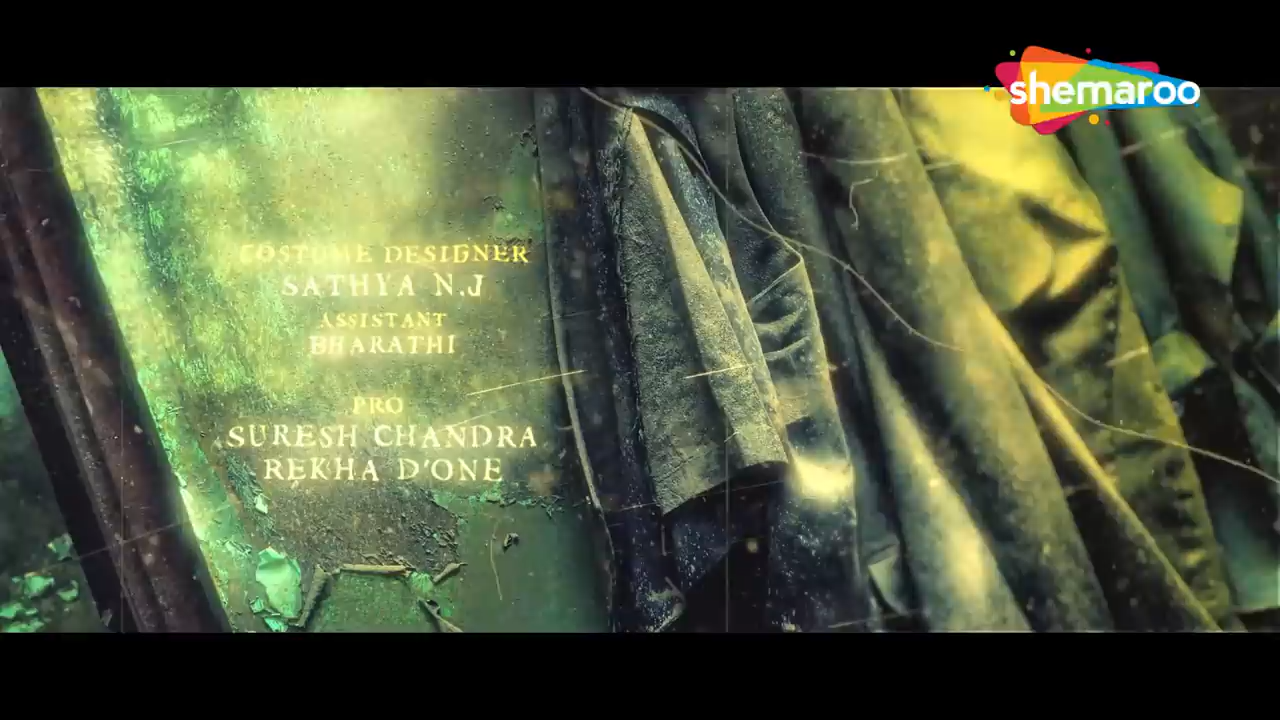 shemaroo
COSTUME DESIGNER
SATHYA N.J
ASSISTANT
BHARATHI
PRO
SURESH CHANDRA
REKHA D'ONE